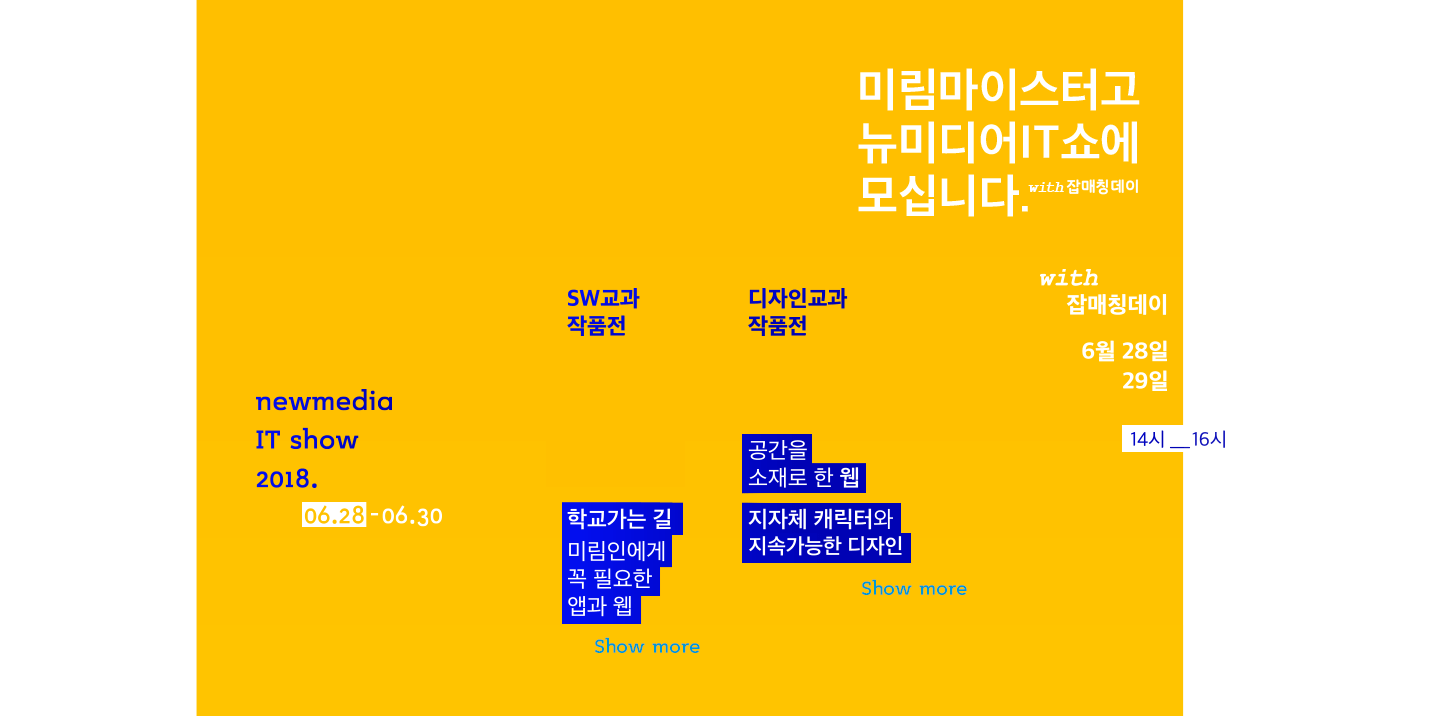 미림마이스터고
뉴미디어IT쇼에
모십니다. with 잡매칭데이
with
잡매칭데이
6월 28일
29일
14시 __16시
SW교과
작품전
디자인교과
작품전
newmedia
IT show
2018.
06.28-06.30
학교가는 길
미림인에게
꼭 필요한
앱과 웹
Show more
공간을
소재로 한 웹
지자체 캐릭터와
지속가능한 디자인
Show more